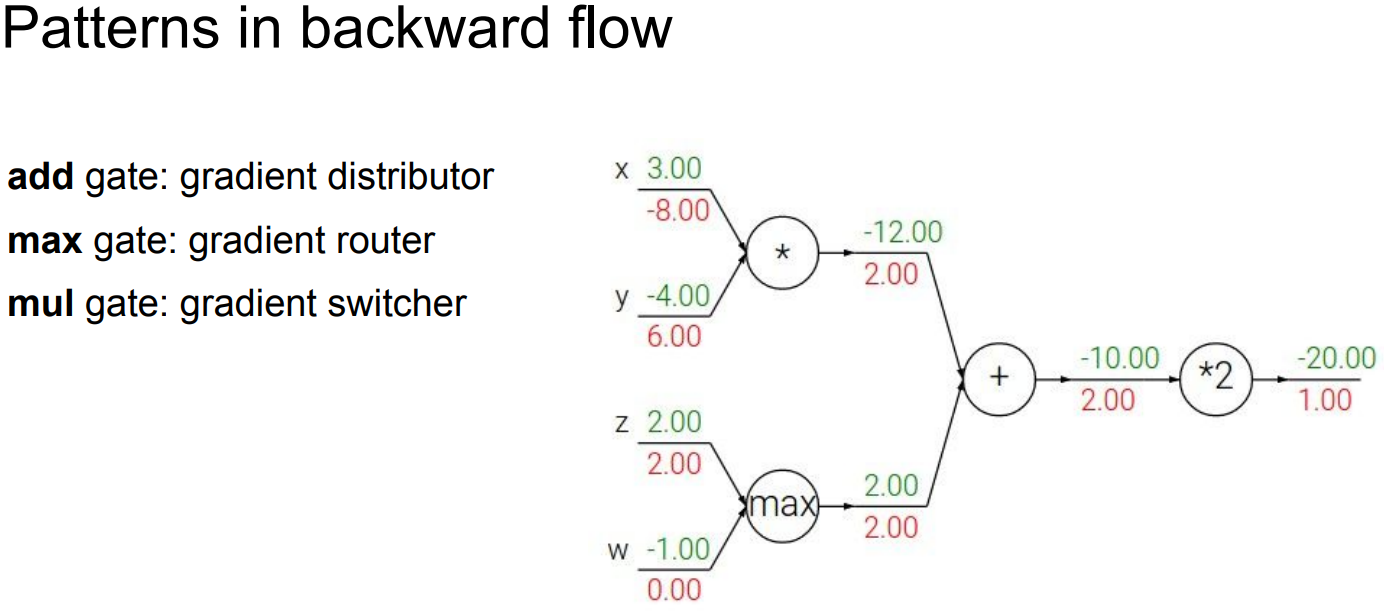 Patterns in backward flow
add gate: gradient distributor
max gate: gradient router
mul gate: gradient switcher
x 3.00
-8.00
y -4.00
6.00
*
-12.00
2.00
z 2.00
2.00
w -1.00
0.00
max
2.00
2.00
+
-10.00
2.00
*2
-20.00
1.00